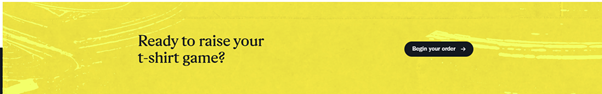 Ready to raise your
t-shirt game?
Begin your order →